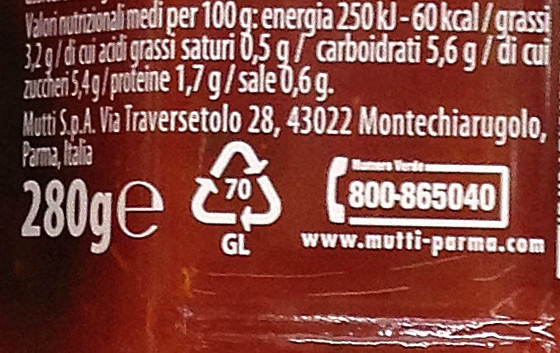 Valori nutrizionali medi per 100 g: energia 250 kJ - 60 kcal / grassi
3,2 g / di cui acidi grassi saturi 0,5 g / carboidrati 5,6 g / di cui
zuccheri 5,4 g / proteine 1,7 g / sale 0,6 g.
Mutti S.p.A. Via Traversetolo 28, 43022 Montechiarugolo,
Parma, Italia
280g e
70
GL
Numero Verde
800-865040
www.mutti-parma.com